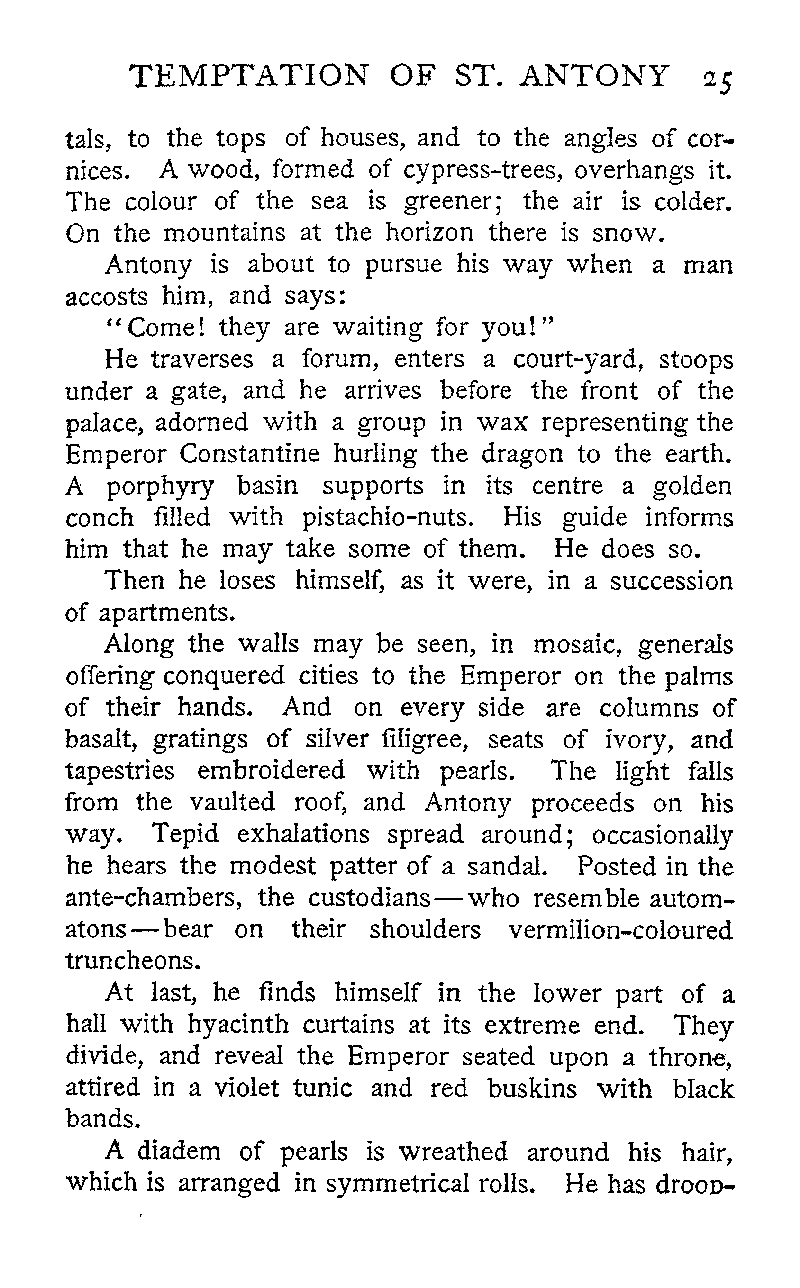 TEMPTATION OF ST. ANTONY 25
tals, to the tops of houses, and to the angles of cor-
nices. A wood, formed of cypress-trees, overhangs it.
The colour of the sea is greener; the air is colder.
On the mountains at the horizon there is snow.
Antony is about to pursue his way when a man
accosts him, and says:
“Come! they are waiting for you!”
He traverses a forum, enters a court-yard, stoops
under a gate, and he arrives before the front of the
palace, adorned with a group in wax representing the
Emperor Constantine hurling the dragon to the earth.
A porphyry basin supports in its centre a golden
conch filled with pistachio-nuts. His guide informs
him that he may take some of them. He does so.
Then he loses himself, as it were, in a succession
of apartments.
Along the walls may be seen, in mosaic, generals
offering conquered cities to the Emperor on the palms
of their hands. And on every side are columns of
basalt, gratings of silver filigree, seats of ivory, and
tapestries embroidered with pearls. The light falls
from the vaulted roof, and Antony proceeds on his
way. Tepid exhalations spread around; occasionally
he hears the modest patter of a sandal. Posted in the
ante-chambers, the custodians—who resemble autom-
atons—bear on their shoulders vermilion-coloured
truncheons.
At last, he finds himself in the lower part of a
hall with hyacinth curtains at its extreme end. They
divide, and reveal the Emperor seated upon a throne,
attired in a violet tunic and red buskins with black
bands.
A diadem of pearls is wreathed around his hair,
which is arranged in symmetrical rolls. He has droop-